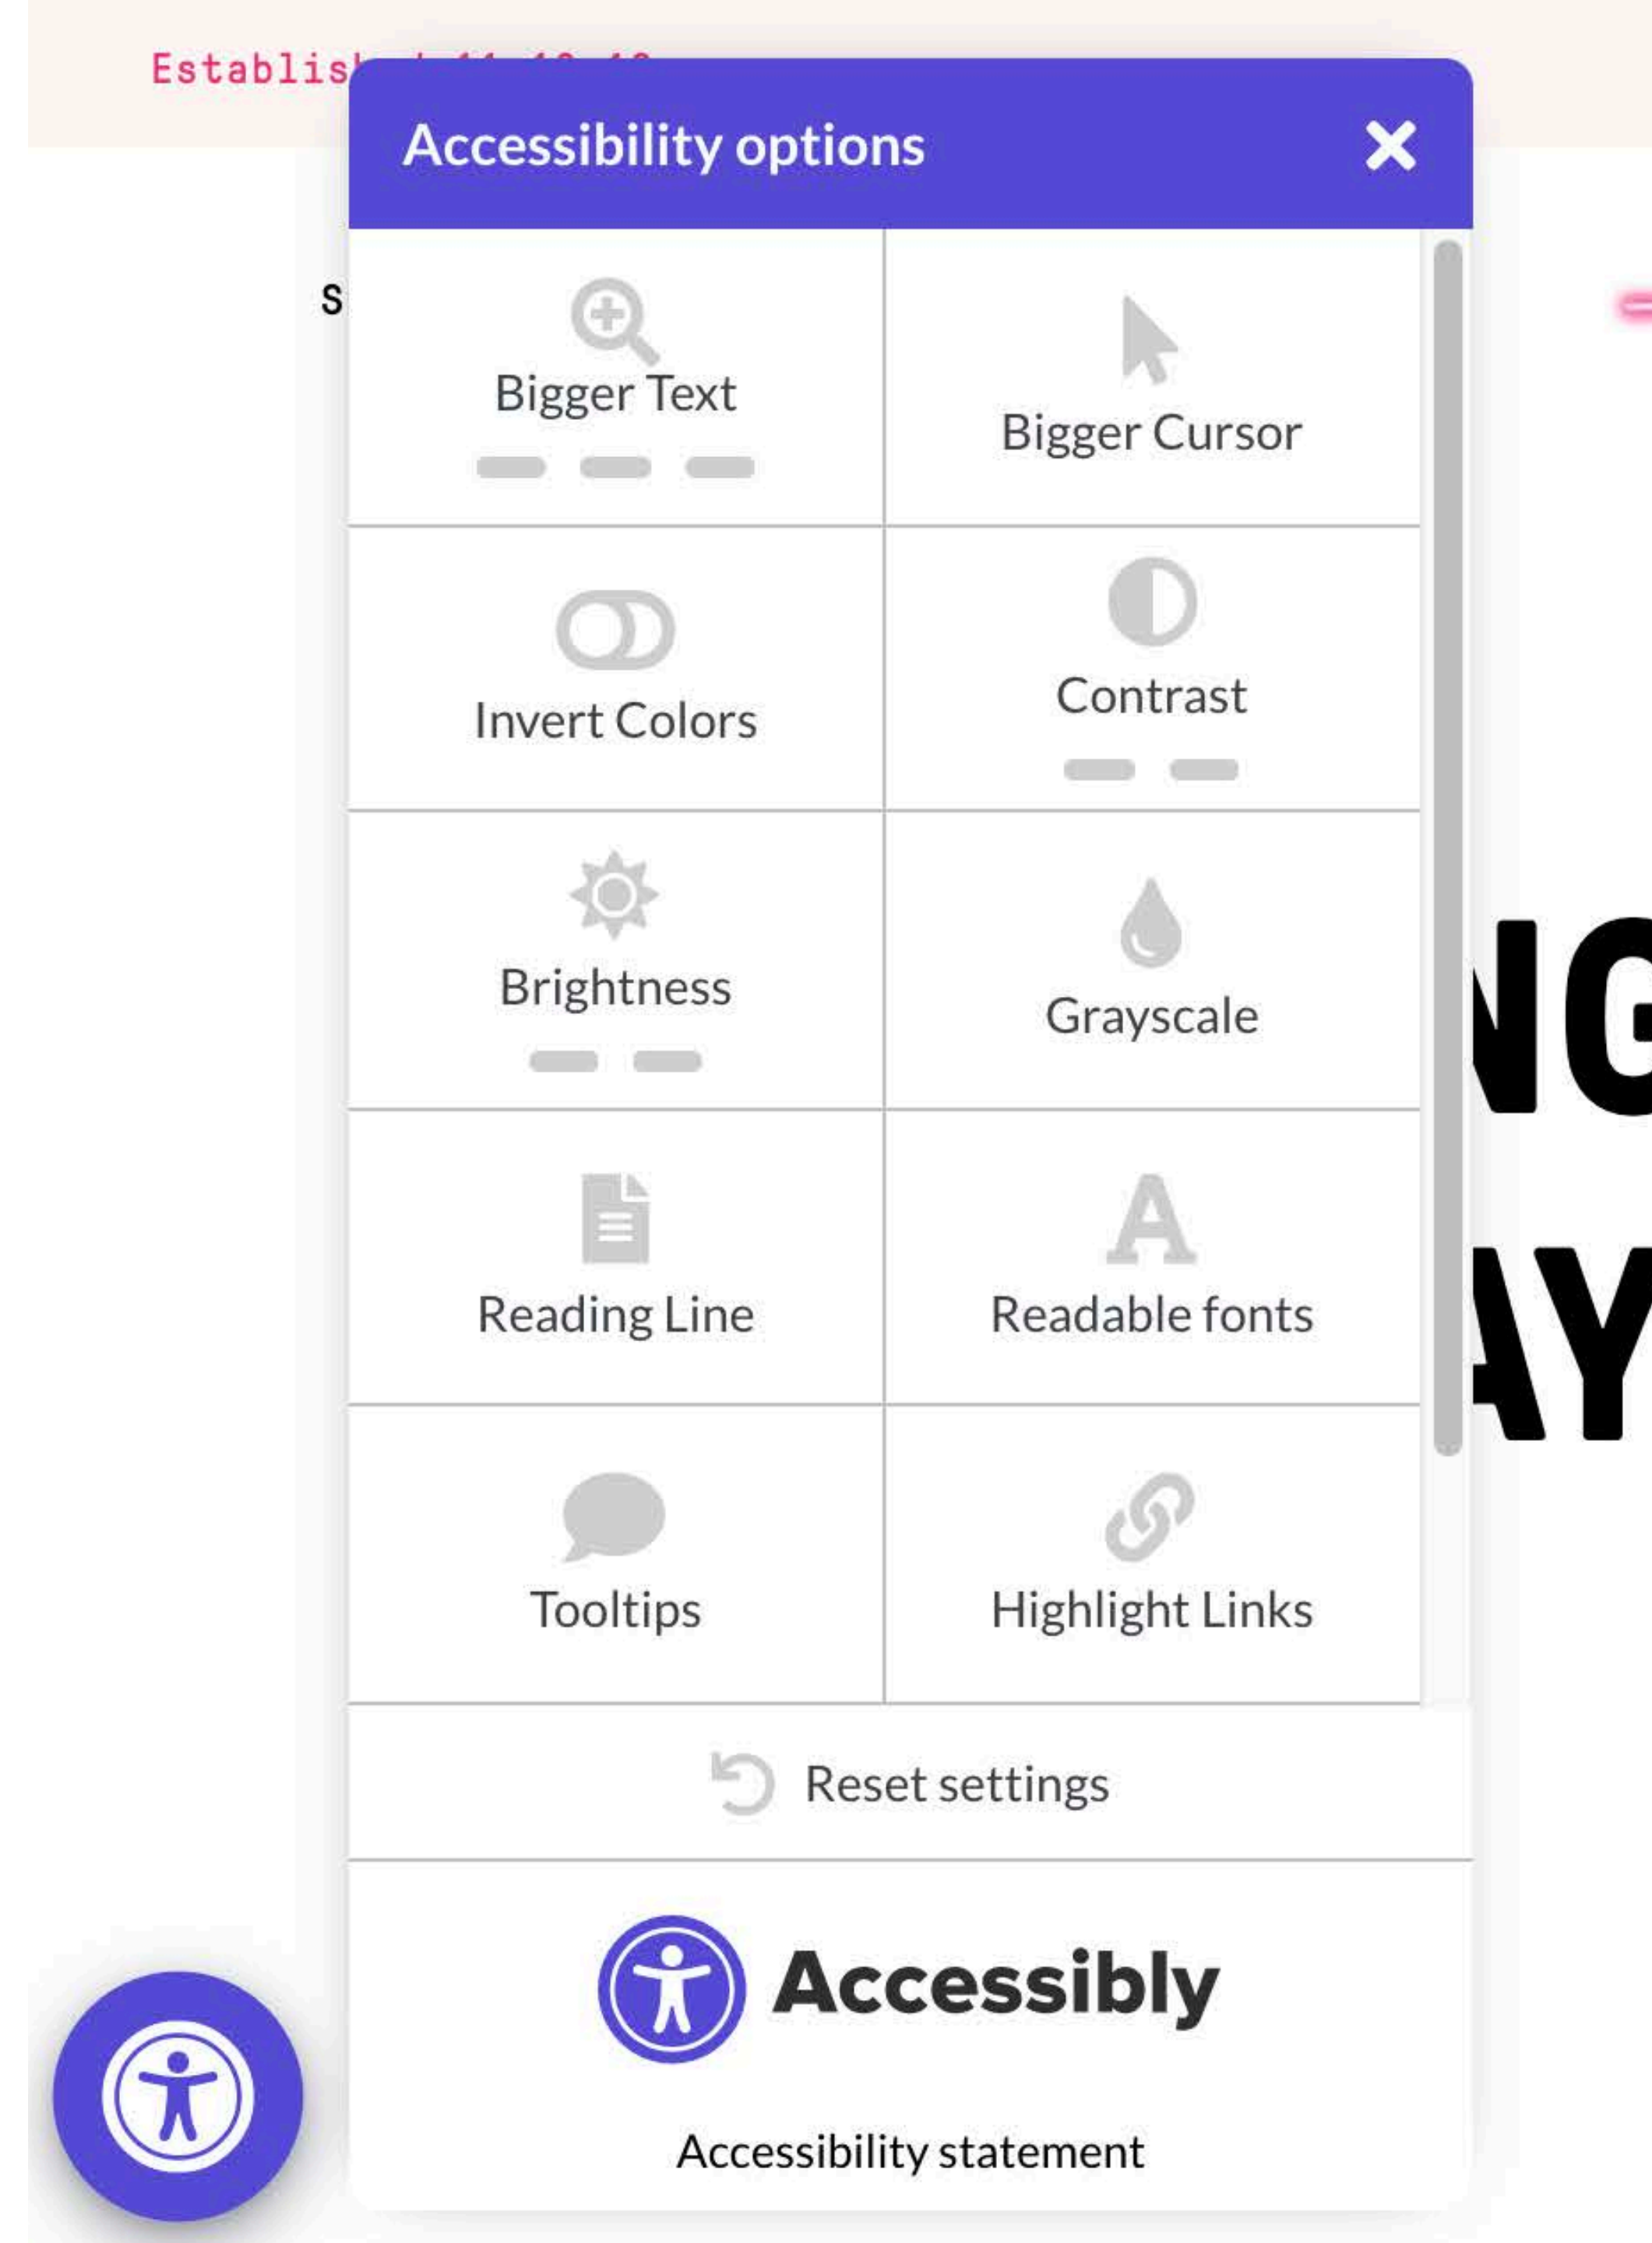 Accessibility options
Bigger Text
Bigger Cursor
Invert Colors
Contrast
Brightness
Grayscale
Reading Line
Readable fonts
Tooltips
Highlight Links
Reset settings
Accessibly
Accessibility statement